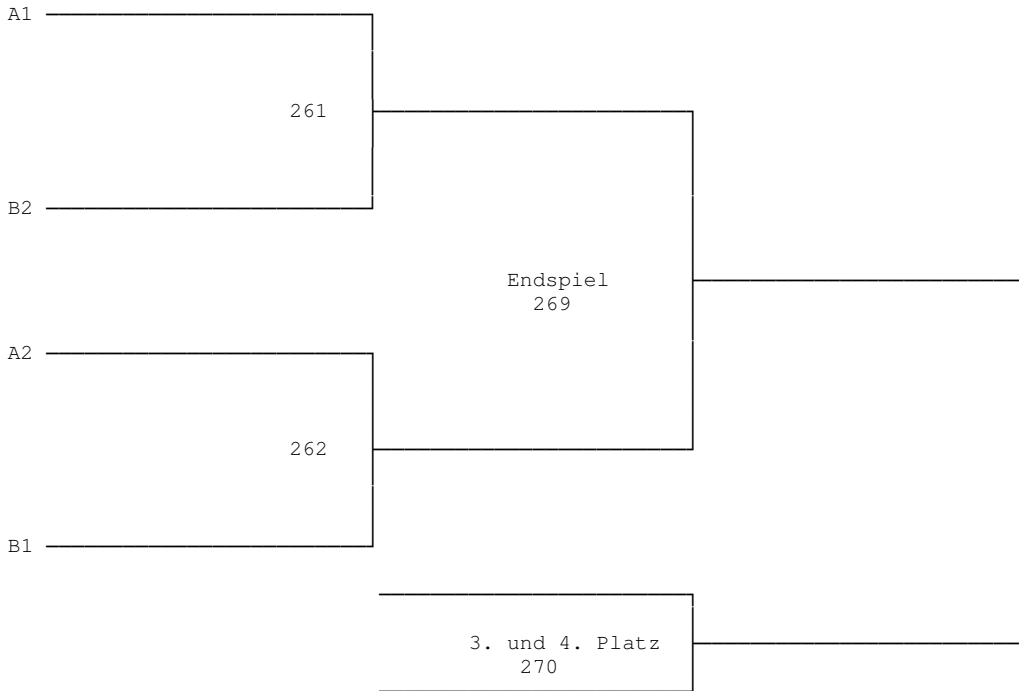 A1
261
B2
Endspiel
269
A2
262
B1
3. und 4. Platz
270